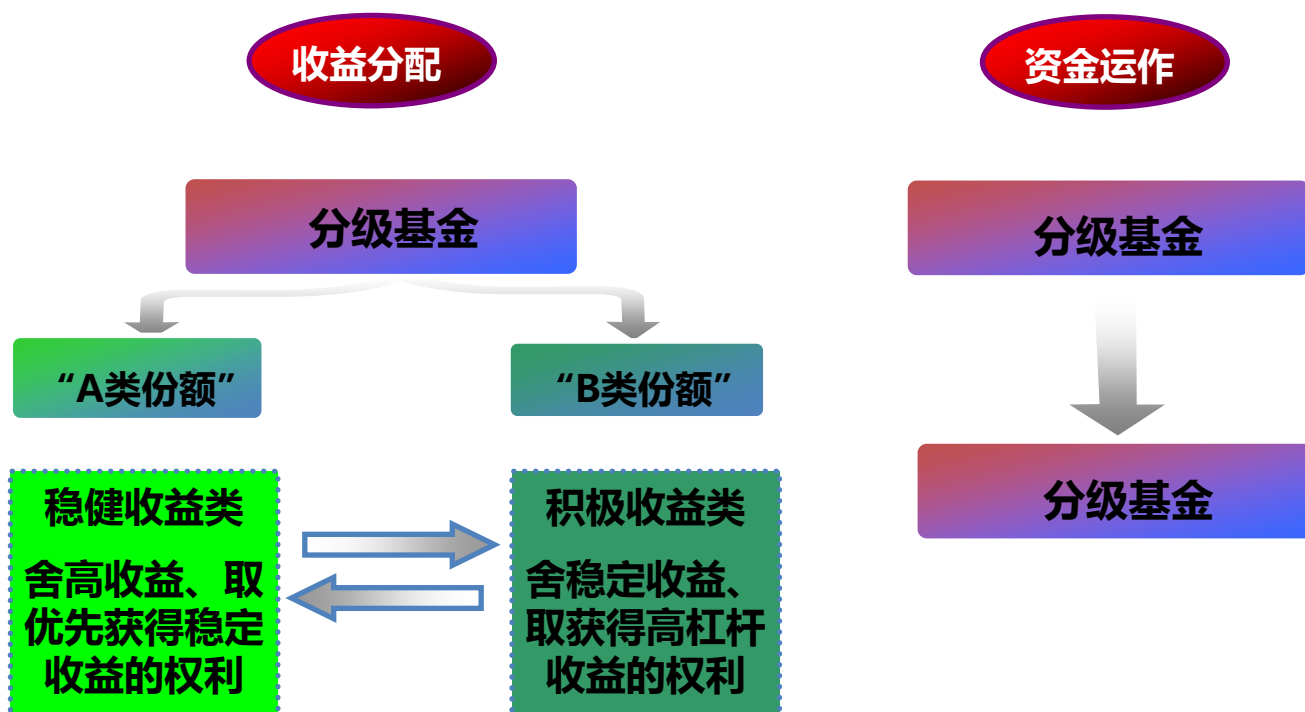 收益分配
资金运作
分级基金
分级基金
“A类份额”
“B类份额”
分级基金
稳健收益类
舍高收益、取
优先获得稳定
收益的权利
积极收益类
舍稳定收益、
取获得高杠杆
收益的权利